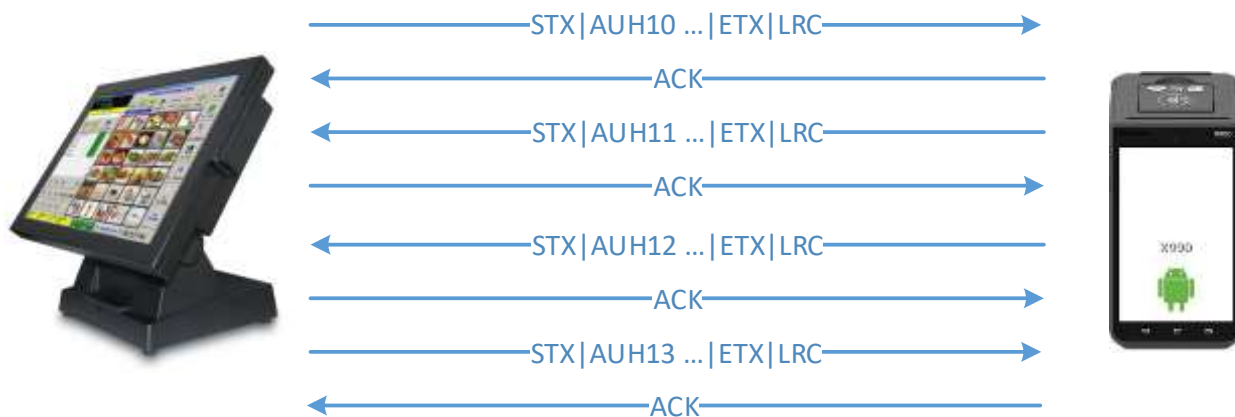 STX|AUH10 ...|ETX|LRC
ACK
STX|AUH11 ...|ETX|LRC
ACK
STX|AUH12 ...|ETX|LRC
X990
ACK
STX|AUH13 ...|ETX|LRC
ACK